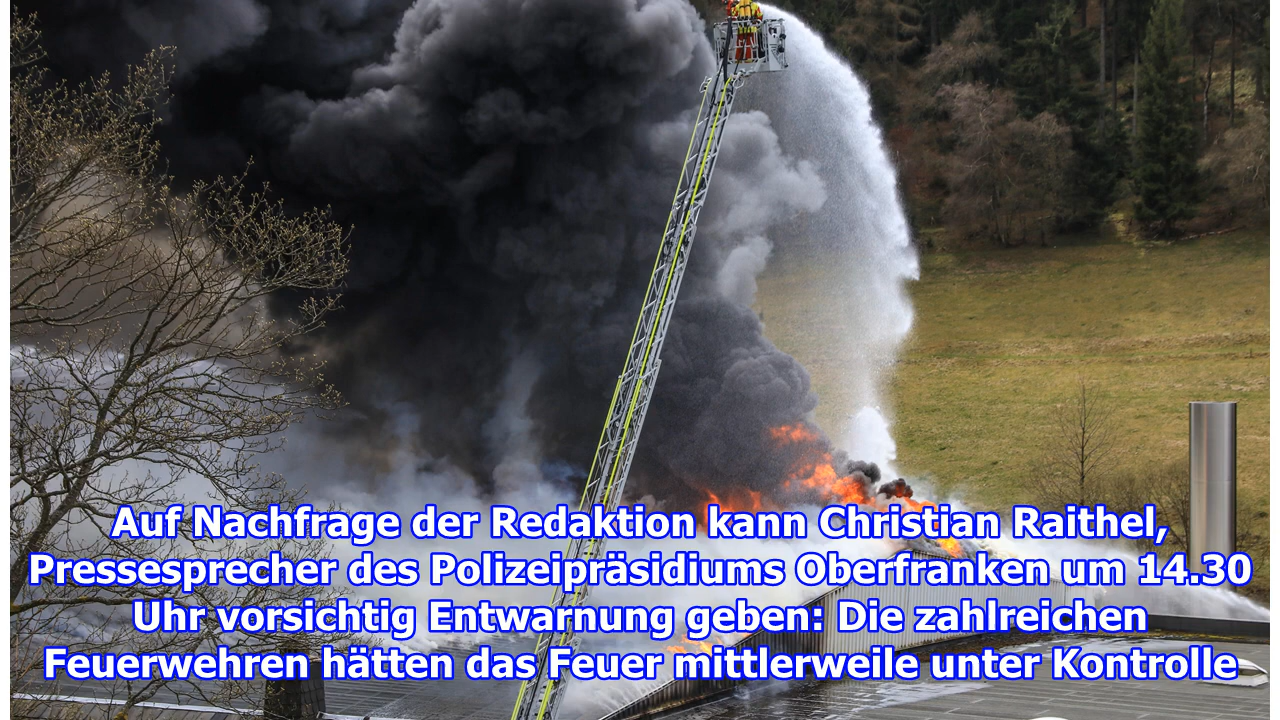 Auf Nachfrage der Redaktion kann Christian Raithel,
Pressesprecher des Polizeipräsidiums Oberfranken um 14.30
Uhr vorsichtig Entwarnung geben: Die zahlreichen
Feuerwehren hätten das Feuer mittlerweile unter Kontrolle